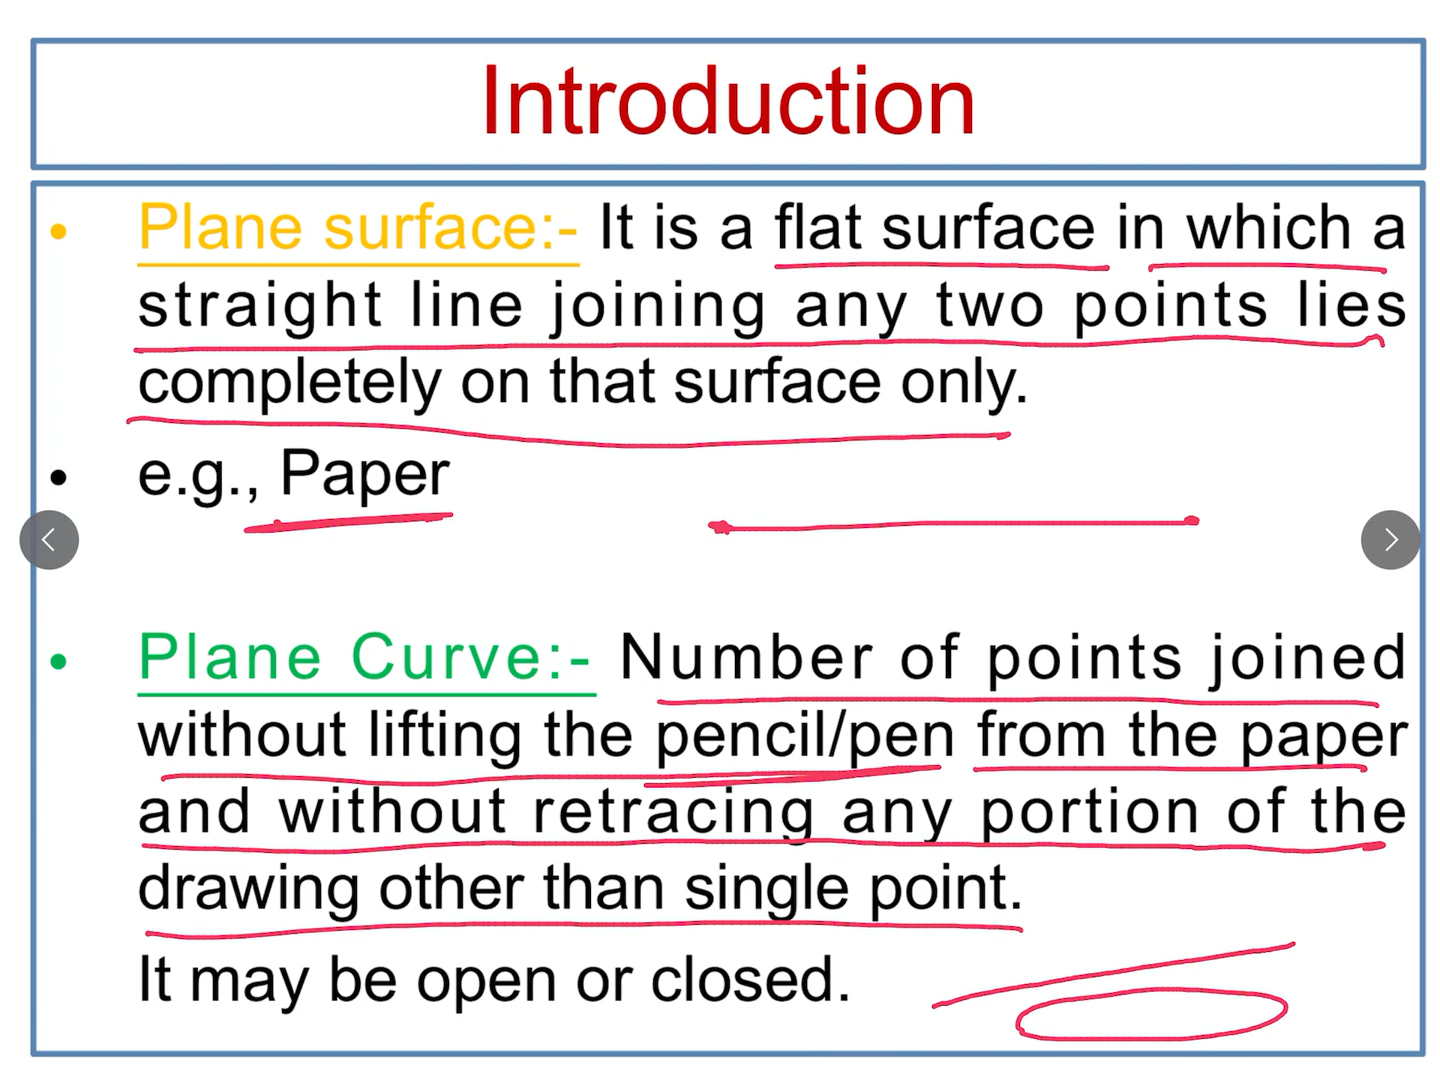 Introduction
• Plane surface:- It is a flat surface in which a
straight line joining any two points lies
completely on that surface only.
• e.g., Paper
• Plane Curve:- Number of points joined
without lifting the pencil/pen from the paper
and without retracing any portion of the
drawing other than single point.
It may be open or closed.